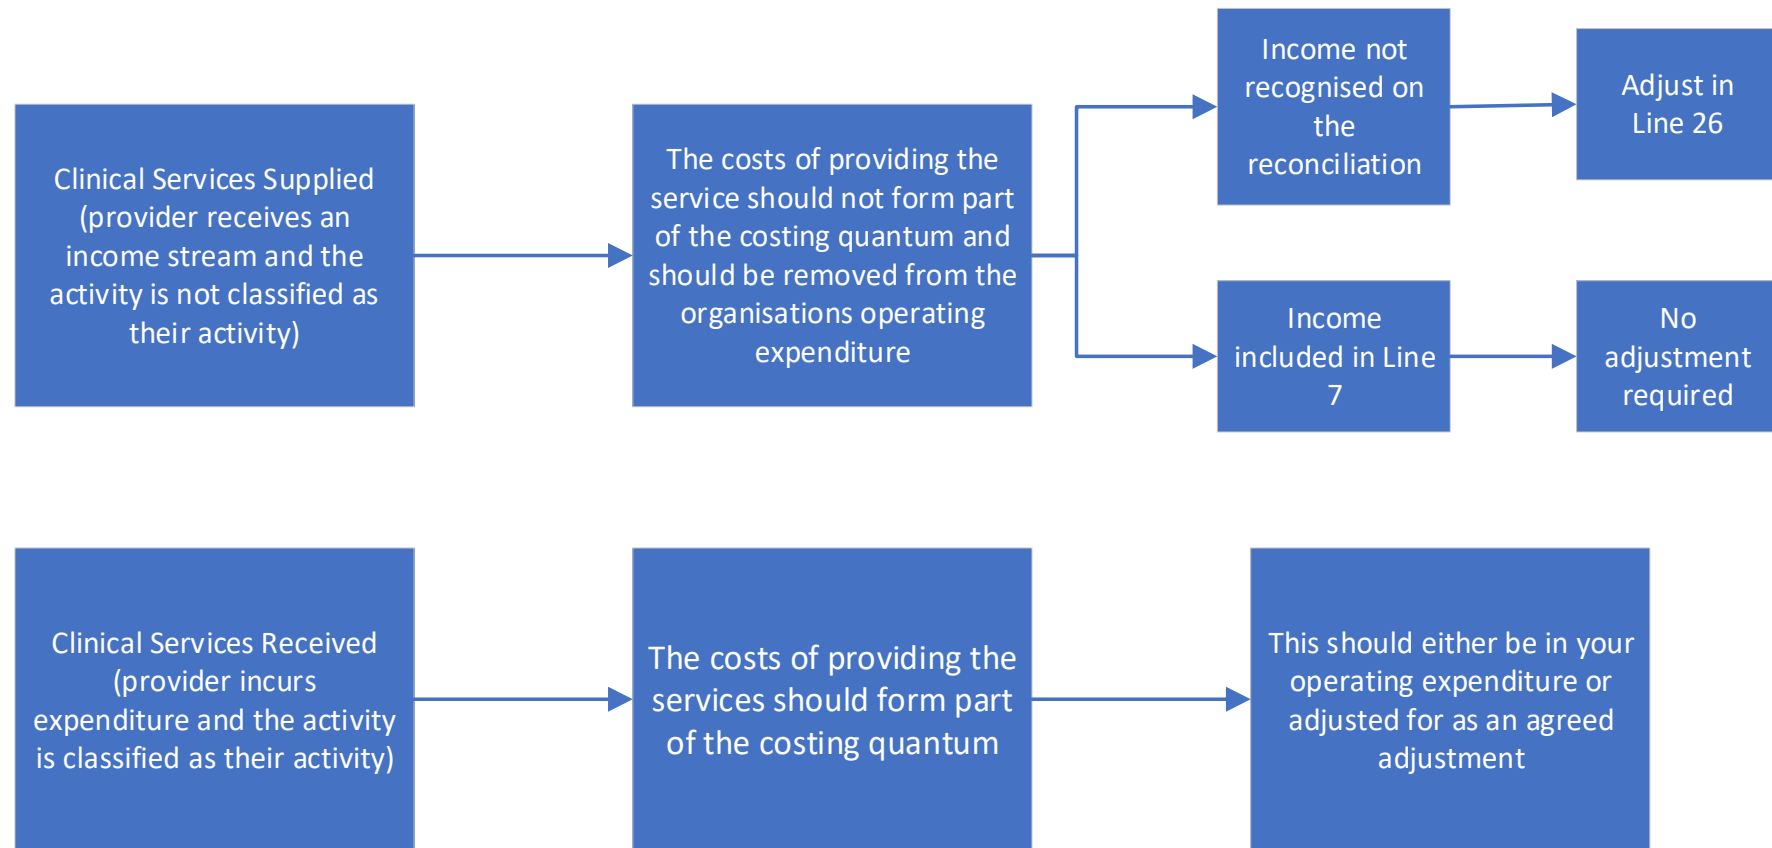 Clinical Services Supplied
(provider receives an
income stream and the
activity is not classified as
their activity)
The costs of providing the
service should not form part
of the costing quantum and
should be removed from the
organisations operating
expenditure
Income not
recognised on
the
reconciliation
Adjust in
Line 26
Income
included in Line
7
No
adjustment
required
Clinical Services Received
(provider incurs
expenditure and the activity
is classified as their activity)
The costs of providing the
services should form part
of the costing quantum
This should either be in your
operating expenditure or
adjusted for as an agreed
adjustment